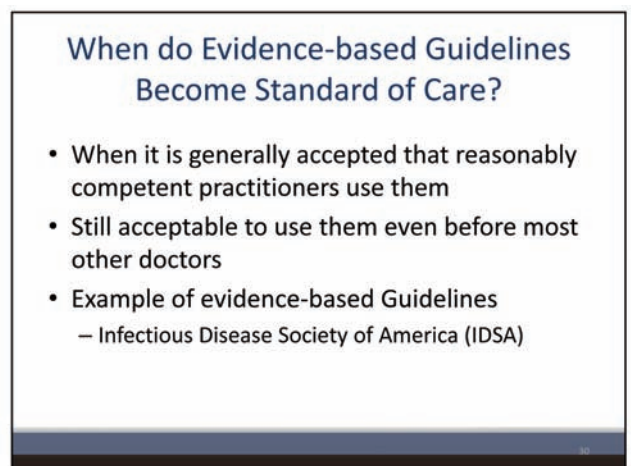 When do Evidence-based Guidelines
Become Standard of Care?
• When it is generally accepted that reasonably
competent practitioners use them
• Still acceptable to use them even before most
other doctors
• Example of evidence-based Guidelines
– Infectious Disease Society of America (IDSA)
30